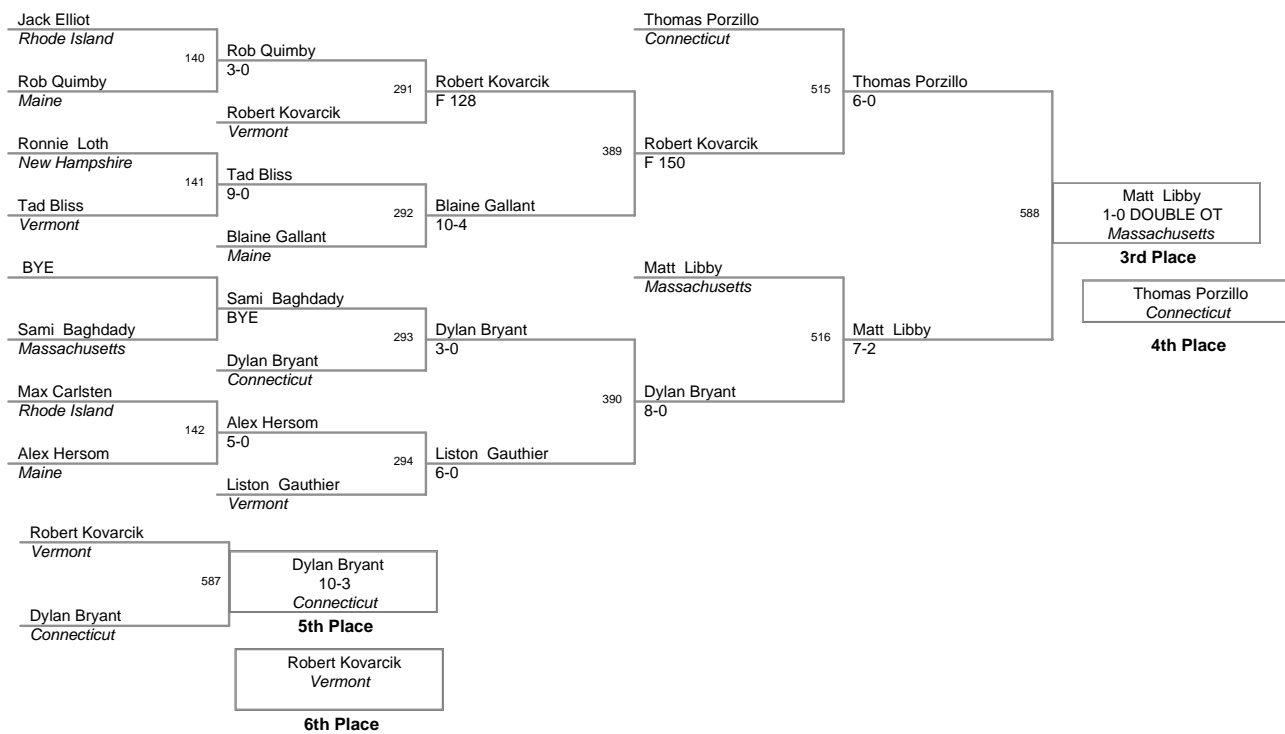 Jack Elliot
Rhode Island
140
Rob Quimby
Maine
Ronnie  Loth
New Hampshire
141
Tad Bliss
Vermont
BYE
Sami  Baghdady
Massachusetts
Max Carlsten
Rhode Island
142
Alex Hersom
Maine
Rob Quimby
3-0
291
Robert Kovarcik
Vermont
Tad Bliss
9-0
292
Blaine Gallant
Maine
Sami  Baghdady
BYE
293
Dylan Bryant
Connecticut
Alex Hersom
5-0
294
Liston  Gauthier
Vermont
Robert Kovarcik
F 128
389
Blaine Gallant
10-4
Dylan Bryant
3-0
390
Liston  Gauthier
6-0
Thomas Porzillo
Connecticut
515
Robert Kovarcik
F 150
Matt  Libby
Massachusetts
516
Dylan Bryant
8-0
Thomas Porzillo
6-0
588
Matt  Libby
7-2
Matt  Libby
1-0 DOUBLE OT
Massachusetts
3rd Place
Thomas Porzillo
Connecticut
4th Place
Robert Kovarcik
Vermont
587
Dylan Bryant
Connecticut
Dylan Bryant
10-3
Connecticut
5th Place
Robert Kovarcik
Vermont
6th Place